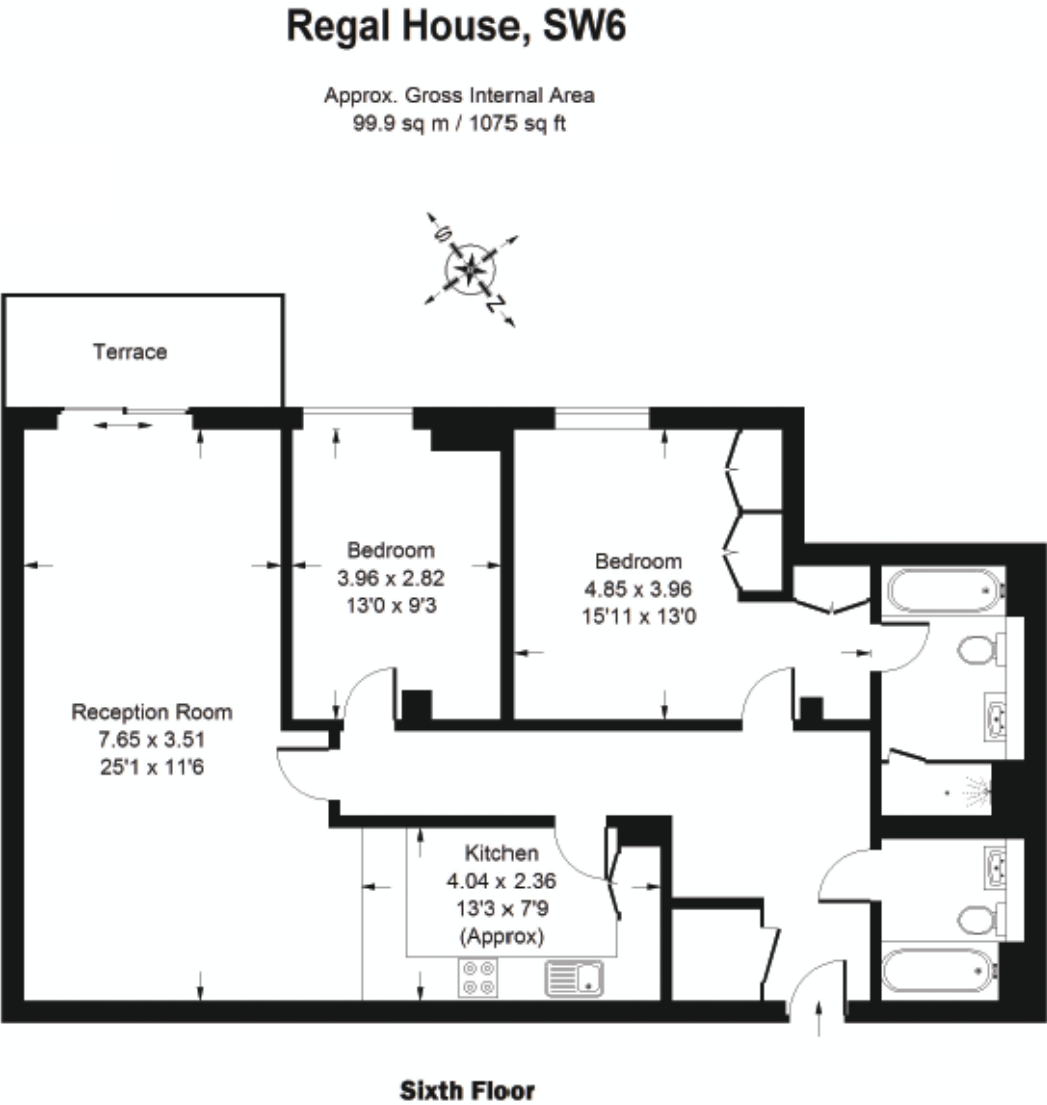 Regal House, SW6
Approx. Gross Internal Area
99.9 sq m / 1075 sq ft
S
N
Terrace
Bedroom
3.96 x 2.82
13'0 x 9'3
Bedroom
4.85 x 3.96
15'11 x 13'0
Reception Room
7.65 x 3.51
25'1 x 11'6
Kitchen
4.04 x 2.36
13'3 x 7'9
(Approx)
Sixth Floor